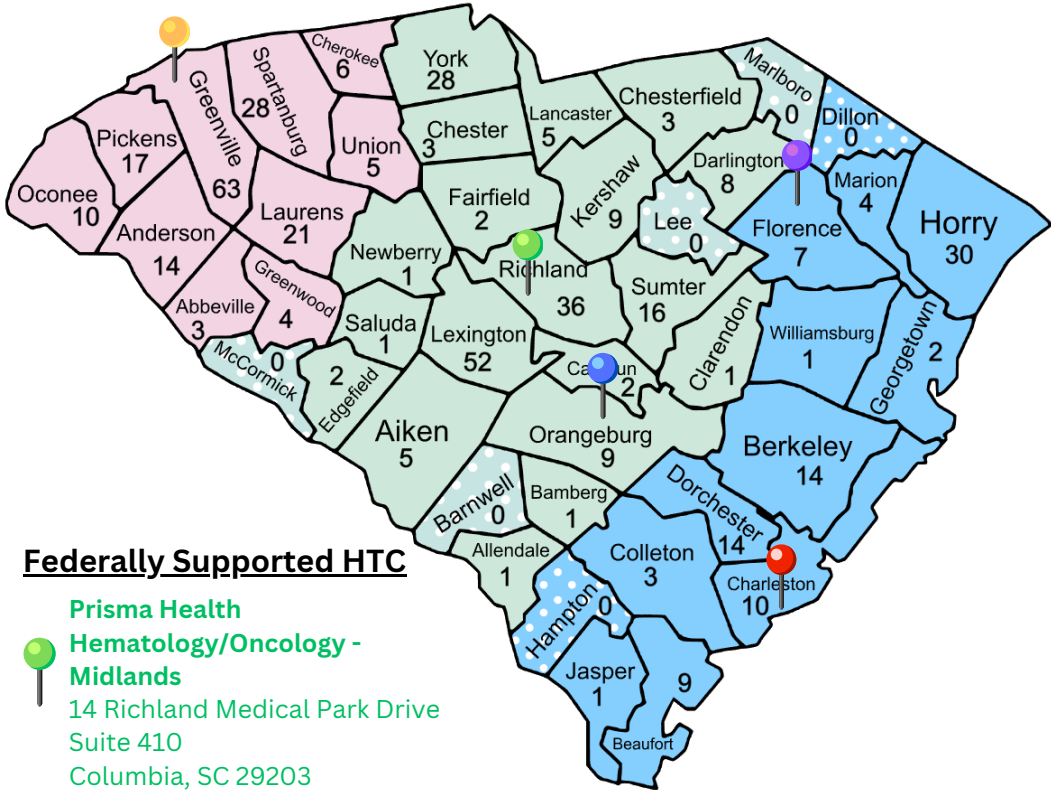 York
28
Cherokee
6
Spartanburg
28
Greenville
63
Marlboro
0
Chesterfield
3
Lancaster
5
Dillon
0
Chester
3
Pickens
17
Union
5
Darlington
8
Marion
4
Oconee
10
Fairfield
2
Kershaw
9
Laurens
21
Lee
0
Florence
7
Horry
30
Anderson
14
Newberry
1
Richland
36
Greenwood
4
Sumter
16
Abbeville
3
Saluda
1
Lexington
52
Clarendon
1
Williamsburg
1
Georgetown
2
McCormick
0
Edgefield
2
Ca un
2
Aiken
5
Orangeburg
9
Berkeley
14
Barnwell
0
Bamberg
1
Dorchester
14
Allendale
1
Colleton
3
Charleston
10
Hampton
0
Jasper
1
9
Beaufort
Federally Supported HTC
Prisma Health
Hematology/Oncology -
Midlands
14 Richland Medical Park Drive
Suite 410
Columbia, SC 29203